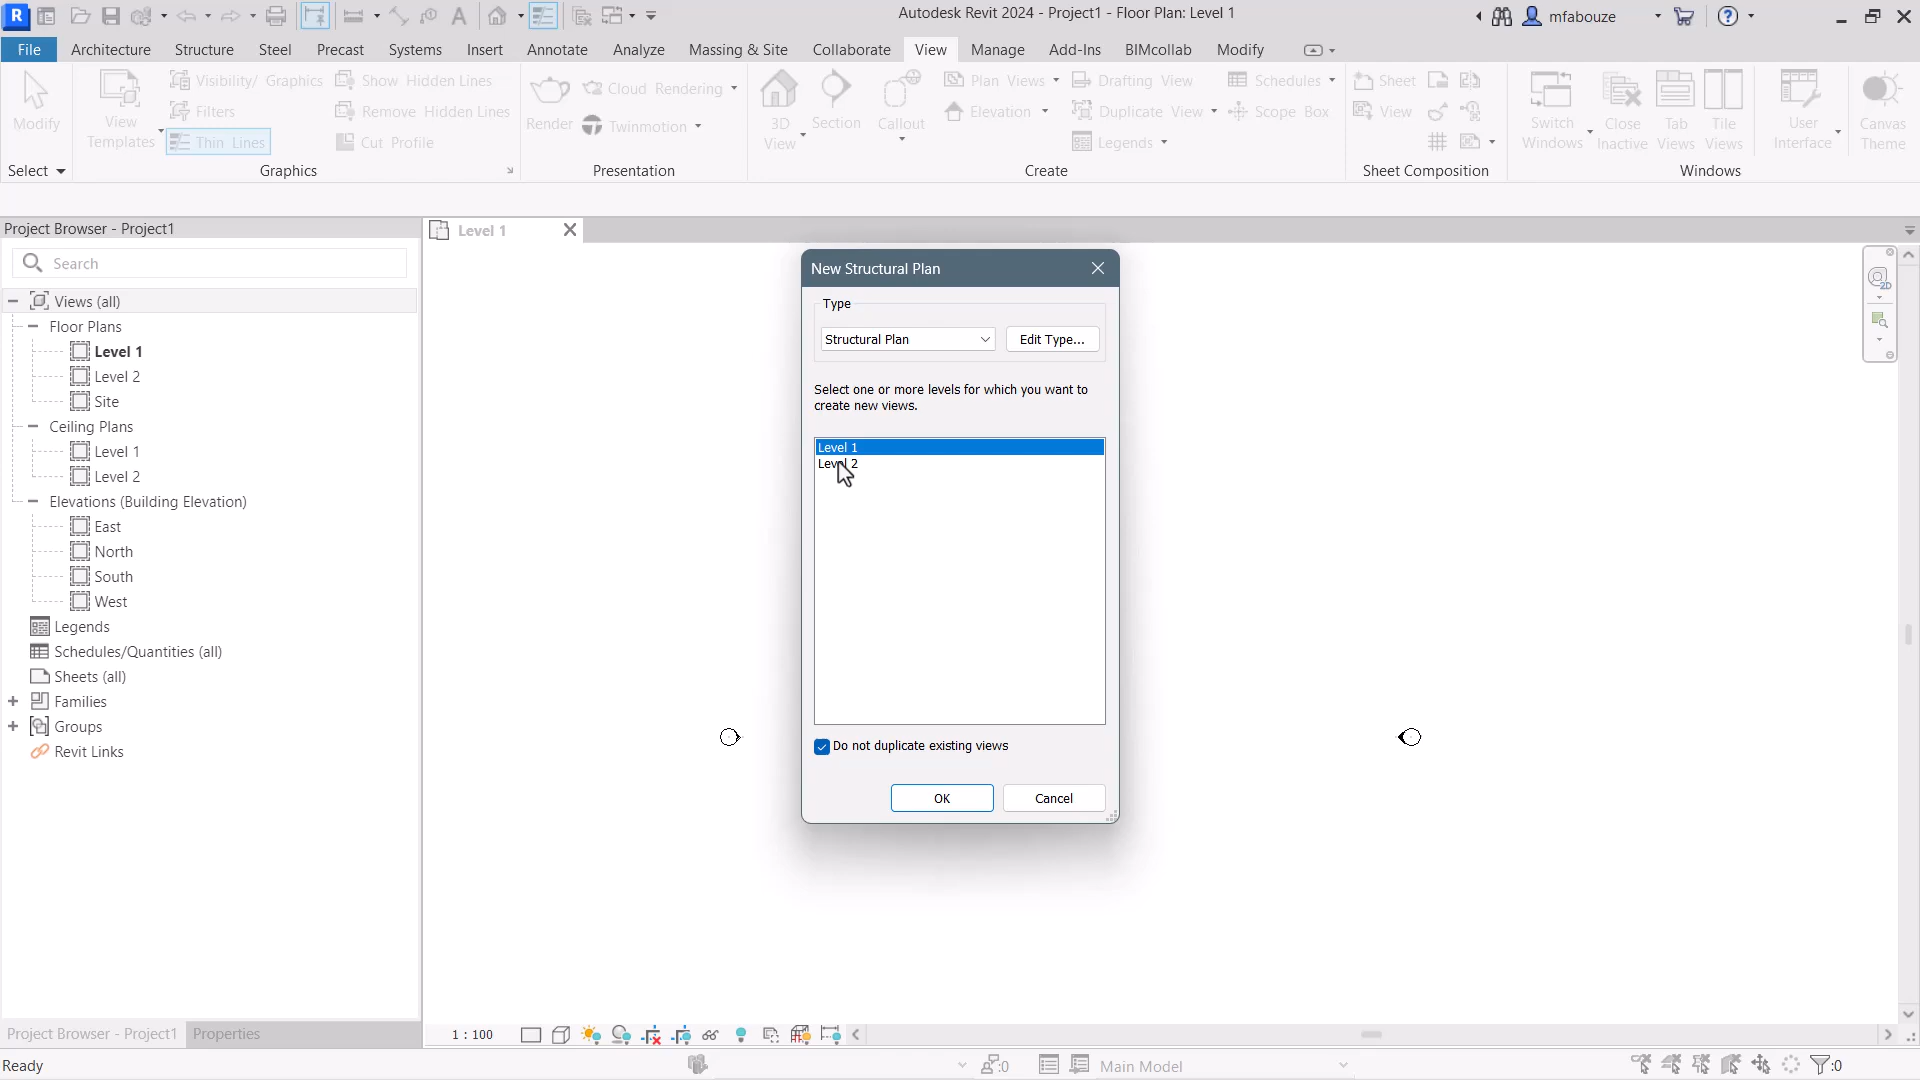 Autodesk Revit 2024 - Project1 - Floor Plan: Level 1
mfabouze
File
Architecture
Structure
Steel
Precast
Systems
Insert
Annotate
Analyze
Massing & Site
Collaborate
View
Manage
Add-Ins
BIMcollab
Modify
Modify
View
Templates
Visibility/ Graphics
Filters
Thin Lines
Show Hidden Lines
Remove Hidden Lines
Cut Profile
Render
Cloud Rendering
Twinmotion
3D
View
Section
Callout
Plan Views
Elevation
Drafting View
Duplicate View
Legends
Schedules
Scope Box
Sheet
View
Switch
Windows
Close
Inactive
Tab
Views
Tile
Views
User
Interface
Canvas
Theme
Select
Graphics
Presentation
Create
Sheet Composition
Windows
Project Browser - Project1
Search
Views (all)
Floor Plans
Level 1
Level 2
Site
Ceiling Plans
Level 1
Level 2
Elevations (Building Elevation)
East
North
South
West
Legends
Schedules/Quantities (all)
Sheets (all)
Families
Groups
Revit Links
Project Browser - Project1
Properties
Level 1
2D
New Structural Plan
Type
Structural Plan
Edit Type...
Select one or more levels for which you want to
create new views.
Level 1
Level 2
Do not duplicate existing views
OK
Cancel
1 : 100
Ready
:0
Main Model
:0